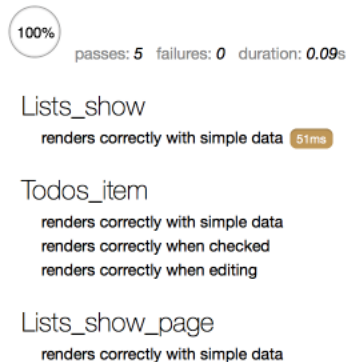 100%
passes: 5 failures: 0 duration: 0.09s
Lists_show
renders correctly with simple data 51ms
Todos_item
renders correctly with simple data
renders correctly when checked
renders correctly when editing
Lists_show_page
renders correctly with simple data